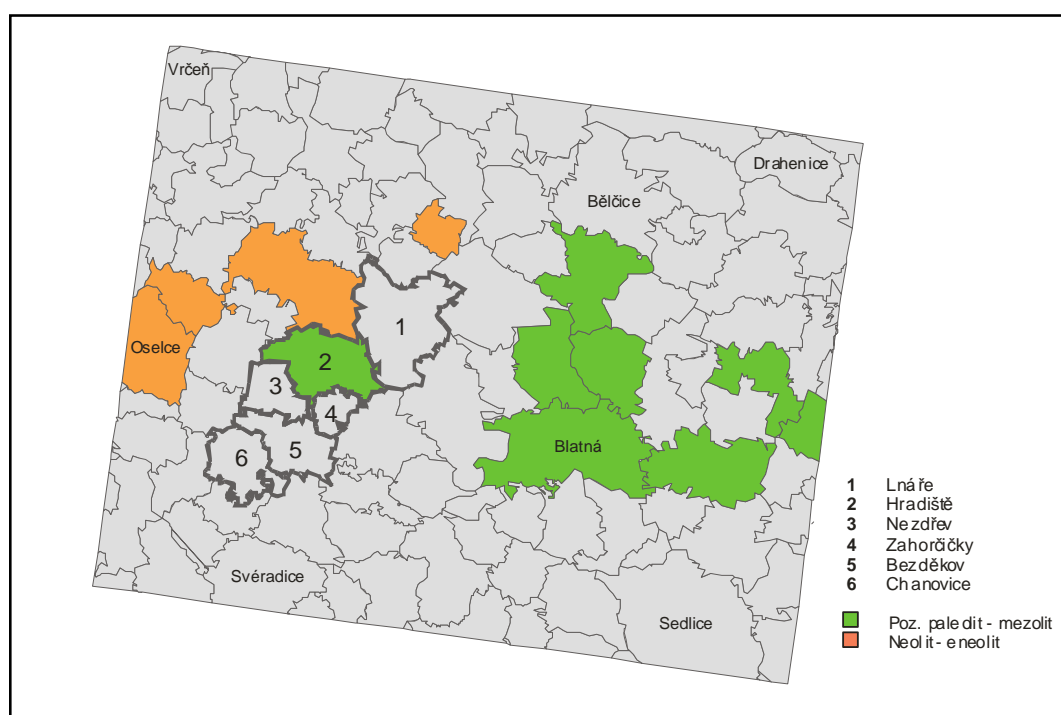 Vrčeň
Drahenice
Bělčice
1
Oselce
2
3
4
Blatná
5
6
Svéradice
Sedlice
1 Lnáře
2 Hradiště
3 Nezdřev
4 Zahorčičky
5 Bezděkov
6 Chanovice
Poz. paledit - mezolit
Neolit - eneolit